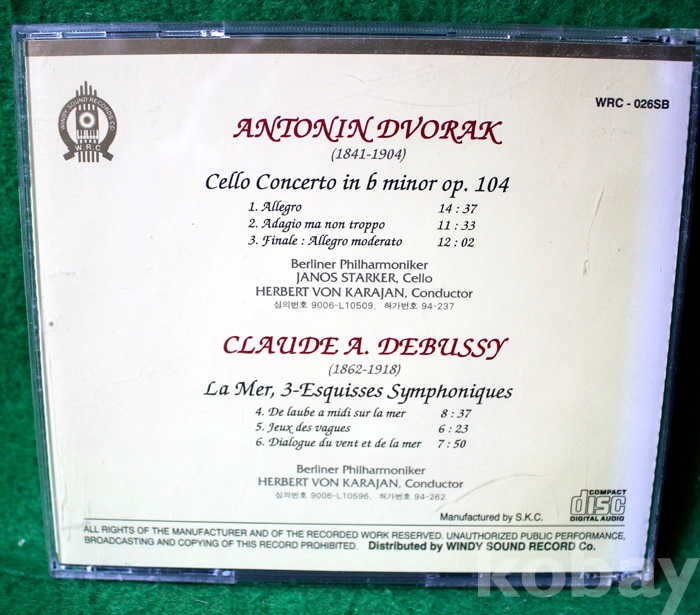 WRC - 026SB
WINDY SOUND RECORDS CO.
W.R.C
ANTONIN DVORAK
(1841-1904)
Cello Concerto in b minor op. 104
1. Allegro 14 : 37
2. Adagio ma non troppo 11 : 33
3. Finale : Allegro moderato 12 : 02
Berliner Philharmoniker
JANOS STARKER, Cello
HERBERT VON KARAJAN, Conductor
심의번호 9006-L10509, 허가번호 94-237
CLAUDE A. DEBUSSY
(1862-1918)
La Mer, 3-Esquisses Symphoniques
4. De laube a midi sur la mer 8 : 37
5. Jeux des vagues 6 : 23
6. Dialogue du vent et de la mer 7 : 50
Berliner Philharmoniker
HERBERT VON KARAJAN, Conductor
심의번호 9006-L10596, 허가번호 94-262
Manufactured by S.K.C.
COMPACT
disc
DIGITAL AUDIO
ALL RIGHTS OF THE MANUFACTURER AND OF THE RECORDED WORK RESERVED. UNAUTHORIZED PUBLIC PERFORMANCE,
BROADCASTING AND COPYING OF THIS RECORD PROHIBITED. Distributed by WINDY SOUND RECORD Co.
kobay